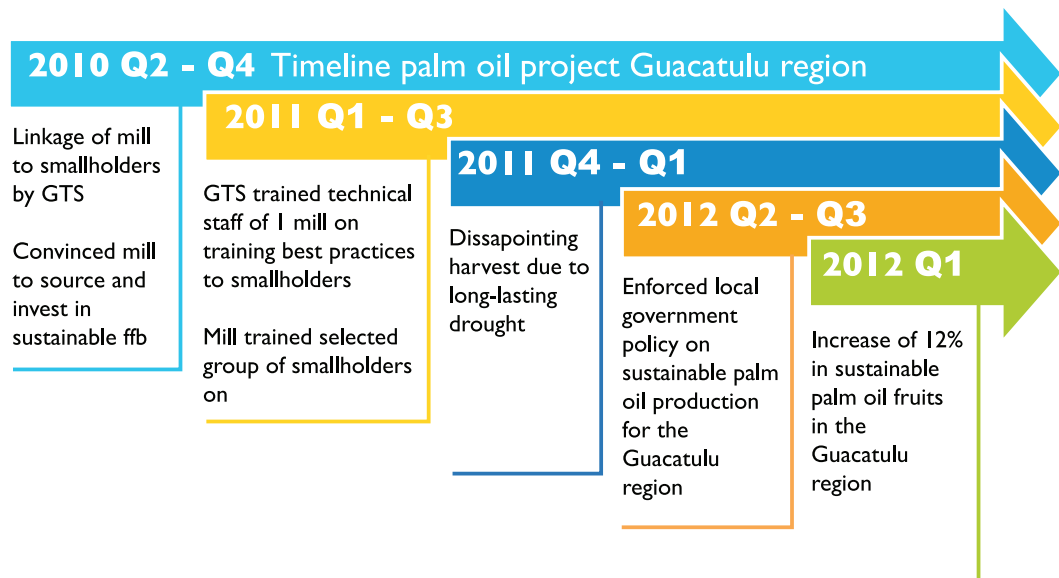 2010 Q2 - Q4 Timeline palm oil project Guacatulu region
Linkage of mill
to smallholders
by GTS
Convinced mill
to source and
invest in
sustainable ffb
2011 Q1 - Q3
GTS trained technical
staff of 1 mill on
training best practices
to smallholders
Mill trained selected
group of smallholders
on
2011 Q4 - Q1
Dissapointing
harvest due to
long-lasting
drought
2012 Q2 - Q3
Enforced local
government
policy on
sustainable palm
oil production
for the
Guacatulu
region
2012 Q1
Increase of 12%
in sustainable
palm oil fruits
in the
Guacatulu
region